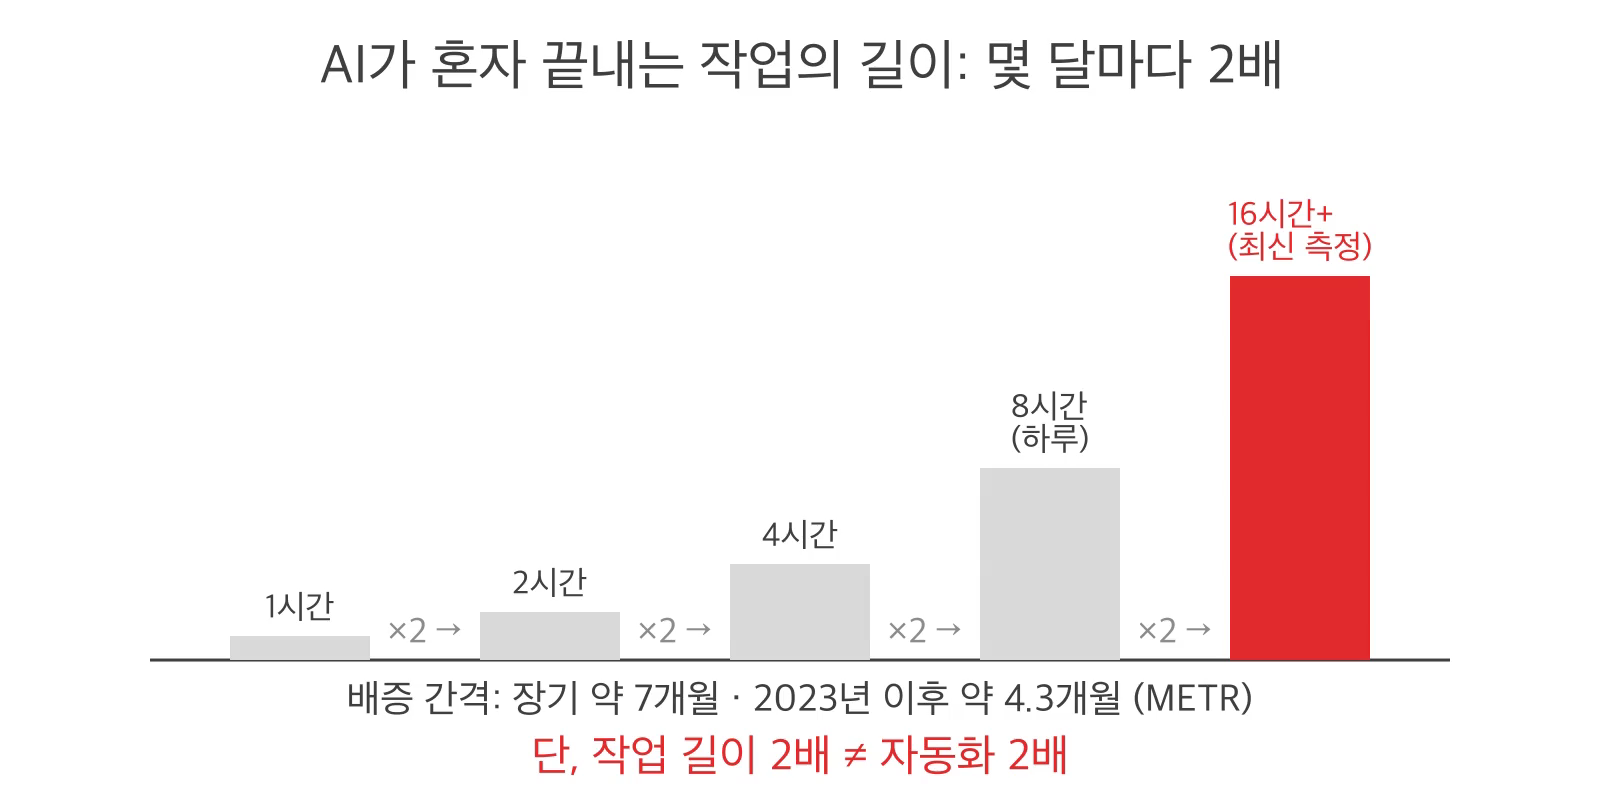 AI가 혼자 끝내는 작업의 길이: 몇 달마다 2배
16시간+
(최신 측정)
8시간
(하루)
4시간
2시간
1시간
×2 →
×2 →
×2 →
×2 →
배증 간격: 장기 약 7개월 · 2023년 이후 약 4.3개월 (METR)
단, 작업 길이 2배 ≠ 자동화 2배